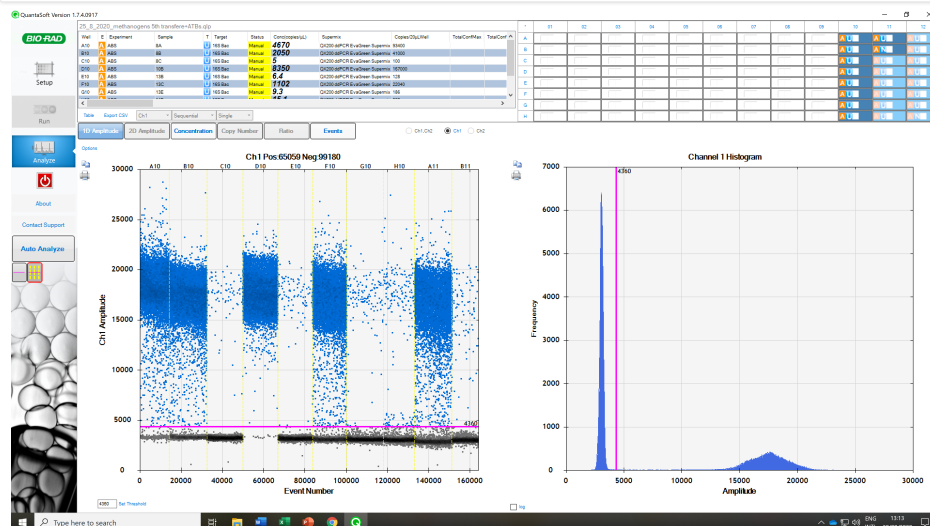 QuantaSoft Version 1.7.4.0917
25_8_2020_methanogens 5th transfere+ATBs.qlp
BIO-RAD
Setup
Run
Analyze
About
Contact Support
Auto Analyze
Well E Experiment Sample T Target Status Conc(copies/µL) Supermix Copies/20µLWell TotalConfMax
A10 A ABS 8A U 16S Bac Manual 4670 QX200 ddPCR EvaGreen Supermix 93400
B10 A ABS 8B U 16S Bac Manual 2050 QX200 ddPCR EvaGreen Supermix 41000
C10 A ABS 8C U 16S Bac Manual 5 QX200 ddPCR EvaGreen Supermix 100
D10 A ABS 10B U 16S Bac Manual 8350 QX200 ddPCR EvaGreen Supermix 167000
E10 A ABS 13B U 16S Bac Manual 6.4 QX200 ddPCR EvaGreen Supermix 128
F10 A ABS 13C U 16S Bac Manual 1102 QX200 ddPCR EvaGreen Supermix 22040
G10 A ABS U 16S Bac Manual 9.3 QX200 ddPCR EvaGreen Supermix 186
01 02 03 04 05 06 07 08 09 10 11 12
A
B
C
D
E
F
G
H
Table Export CSV Ch1 Sequential Single
1D Amplitude 2D Amplitude Concentration Copy Number Ratio Events Ch1,Ch2 Ch1 Ch2
Options
Ch1 Pos:65059 Neg:99180
A10 B10 C10 D10 E10 F10 G10 H10 A11 B11
30000
25000
20000
15000
10000
5000
0
4360
Ch1 Amplitude
0 20000 40000 60000 80000 100000 120000 140000 160000
Event Number
4360 Set Threshold
Channel 1 Histogram
4360
7000
6000
5000
4000
3000
2000
1000
0
Frequency
0 5000 10000 15000 20000 25000 30000
Amplitude
log
Type here to search
ENG
13:13